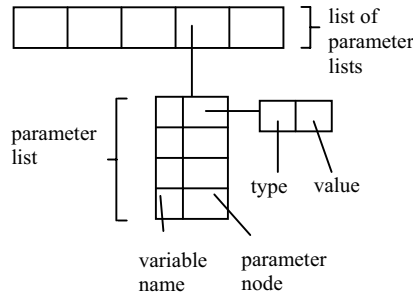 list of
parameter
lists
parameter
list
type
value
variable
name
parameter
node